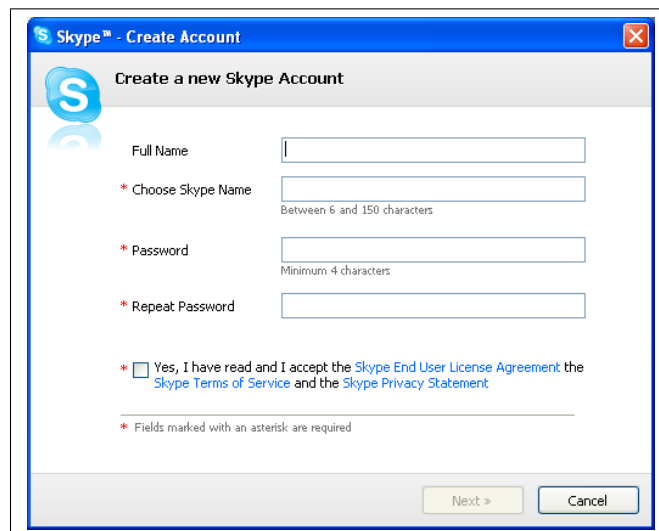 Skype™ - Create Account
Create a new Skype Account
Full Name
* Choose Skype Name
Between 6 and 150 characters
* Password
Minimum 4 characters
* Repeat Password
* Yes, I have read and I accept the Skype End User License Agreement the
Skype Terms of Service and the Skype Privacy Statement
* Fields marked with an asterisk are required
Next »
Cancel